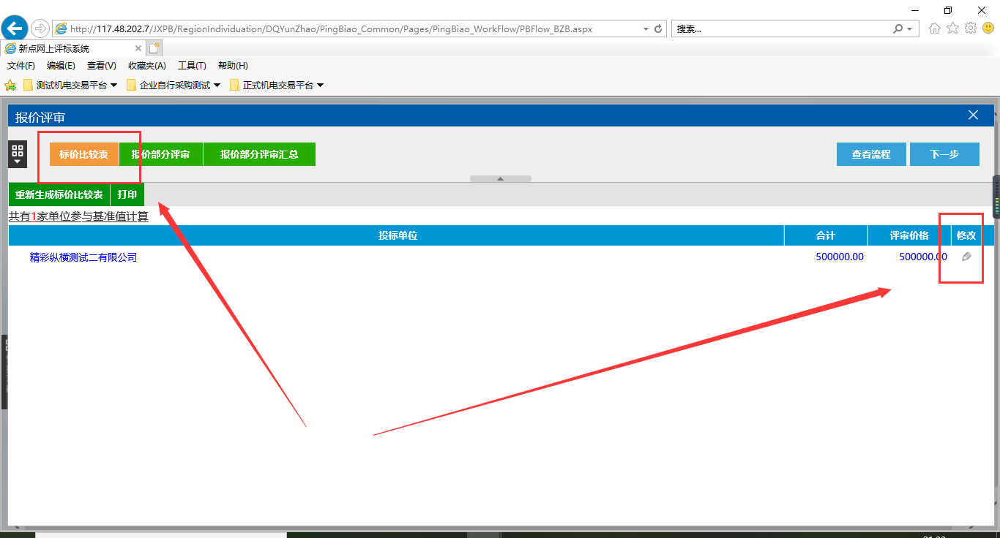 http://117.48.202.7/JXPB/RegionIndividuation/DQYunZhao/PingBiao_Common/Pages/PingBiao_WorkFlow/PBFlow_BZB.aspx
搜索...
新点网上评标系统
文件(F) 编辑(E) 查看(V) 收藏夹(A) 工具(T) 帮助(H)
测试机电交易平台 企业自行采购测试 正式机电交易平台
报价评审
标价比较表 报价部分评审 报价部分评审汇总 查看流程 下一步
重新生成标价比较表 打印
共有1家单位参与基准值计算
投标单位 合计 评审价格 修改
精彩纵横测试二有限公司 500000.00 500000.00